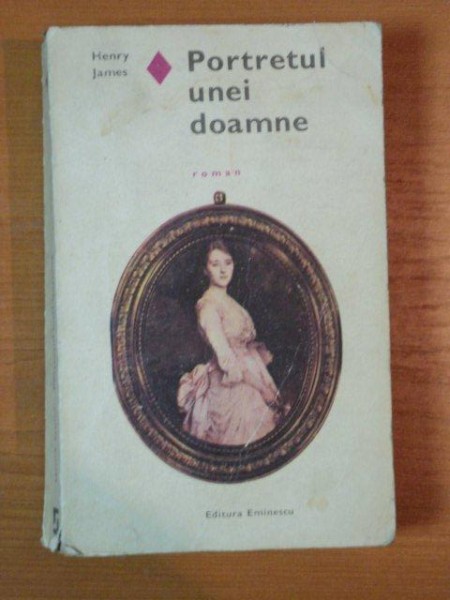 Henry
James
Portretul
unei
doamne
roman
Editura Eminescu